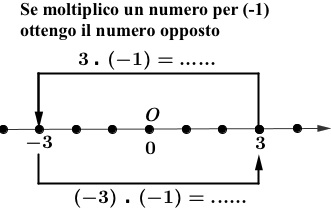 Se moltiplico un numero per (-1)
ottengo il numero opposto
3 . (−1) = ......
O
−3 0 3
(−3) . (−1) = ......